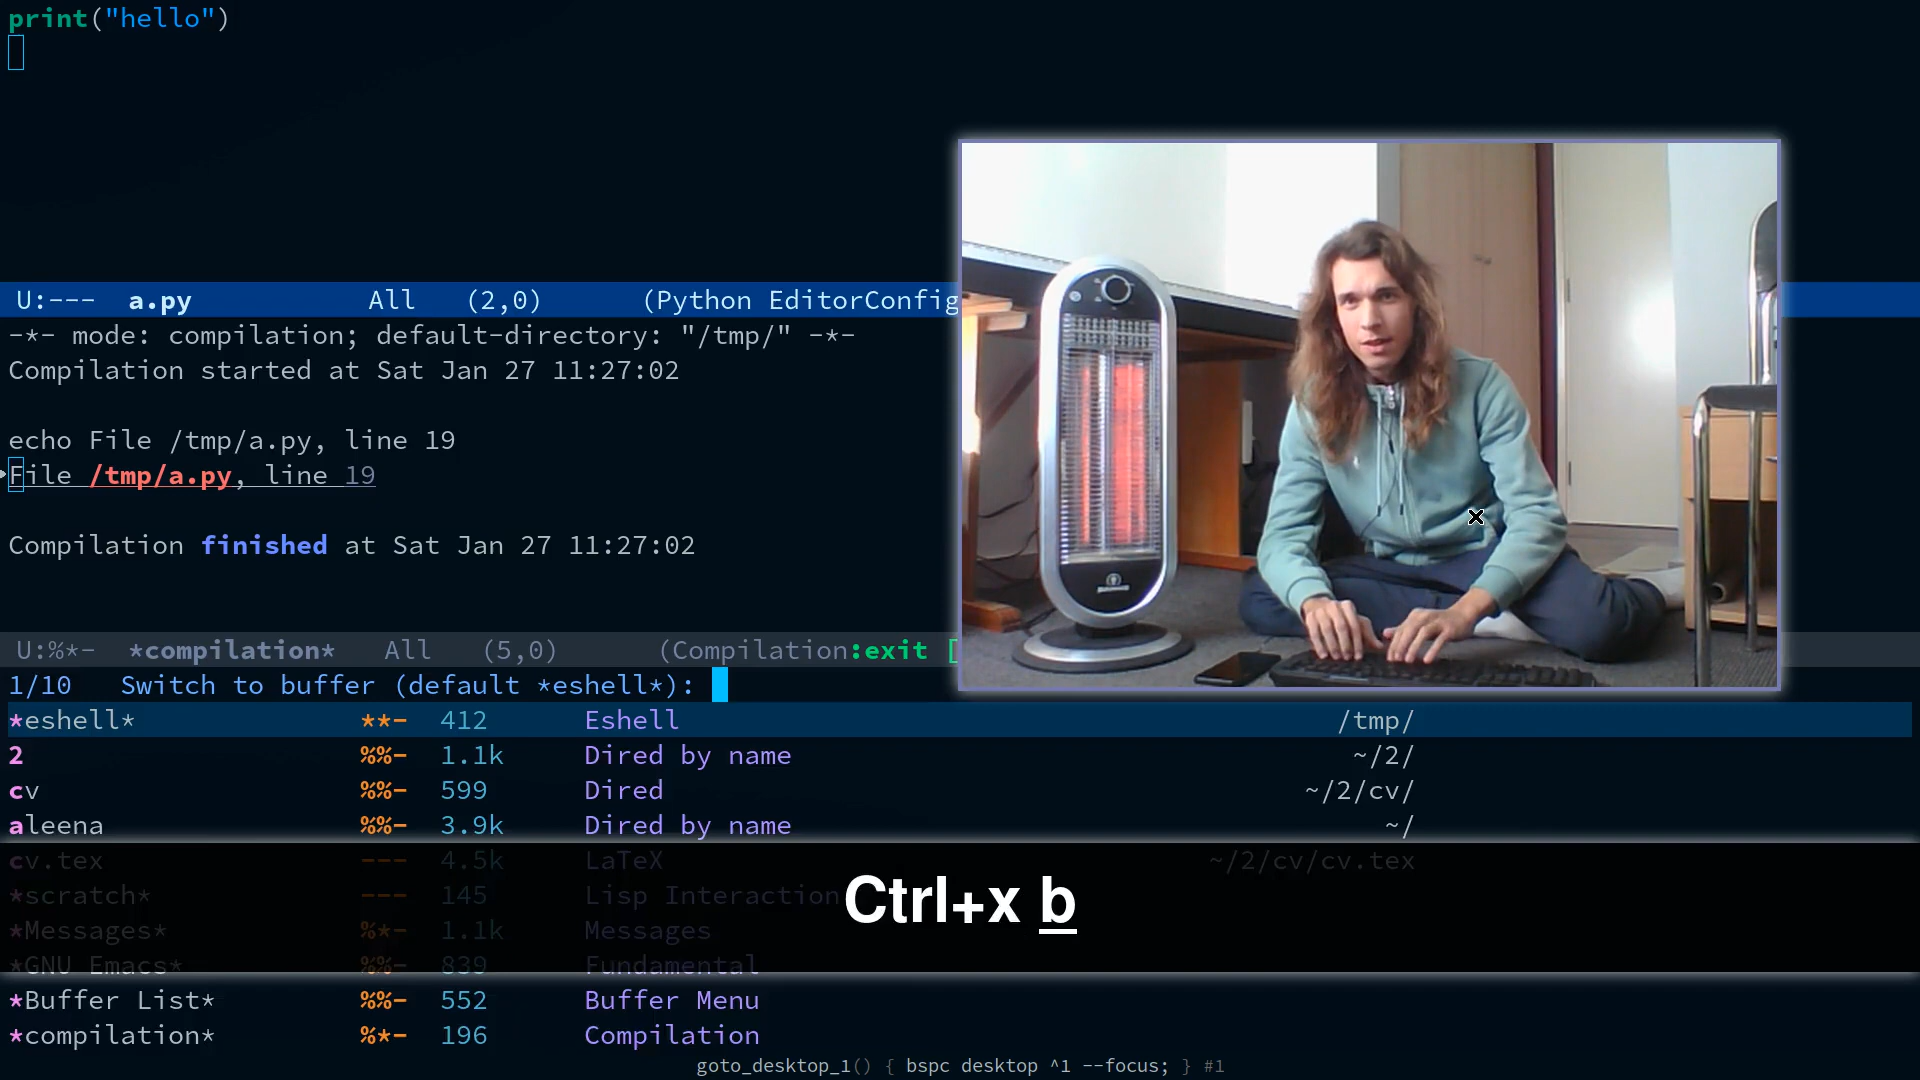 print("hello")
U:--- a.py All (2,0) (Python EditorConfig
-*- mode: compilation; default-directory: "/tmp/" -*-
Compilation started at Sat Jan 27 11:27:02
echo File /tmp/a.py, line 19
File /tmp/a.py, line 19
Compilation finished at Sat Jan 27 11:27:02
U:%*- *compilation* All (5,0) (Compilation:exit [
1/10 Switch to buffer (default *eshell*):
*eshell* **- 412 Eshell /tmp/
2 %%- 1.1k Dired by name ~/2/
cv %%- 599 Dired ~/2/cv/
aleena %%- 3.9k Dired by name ~/
cv.tex --- 4.5k LaTeX ~/2/cv/cv.tex
*scratch* --- 145 Lisp Interaction
Ctrl+x b
*Messages* %*- 1.1k Messages
*GNU Emacs* %%- 839 Fundamental
*Buffer List* %%- 552 Buffer Menu
*compilation* %*- 196 Compilation
goto_desktop_1() { bspc desktop ^1 --focus; } #1